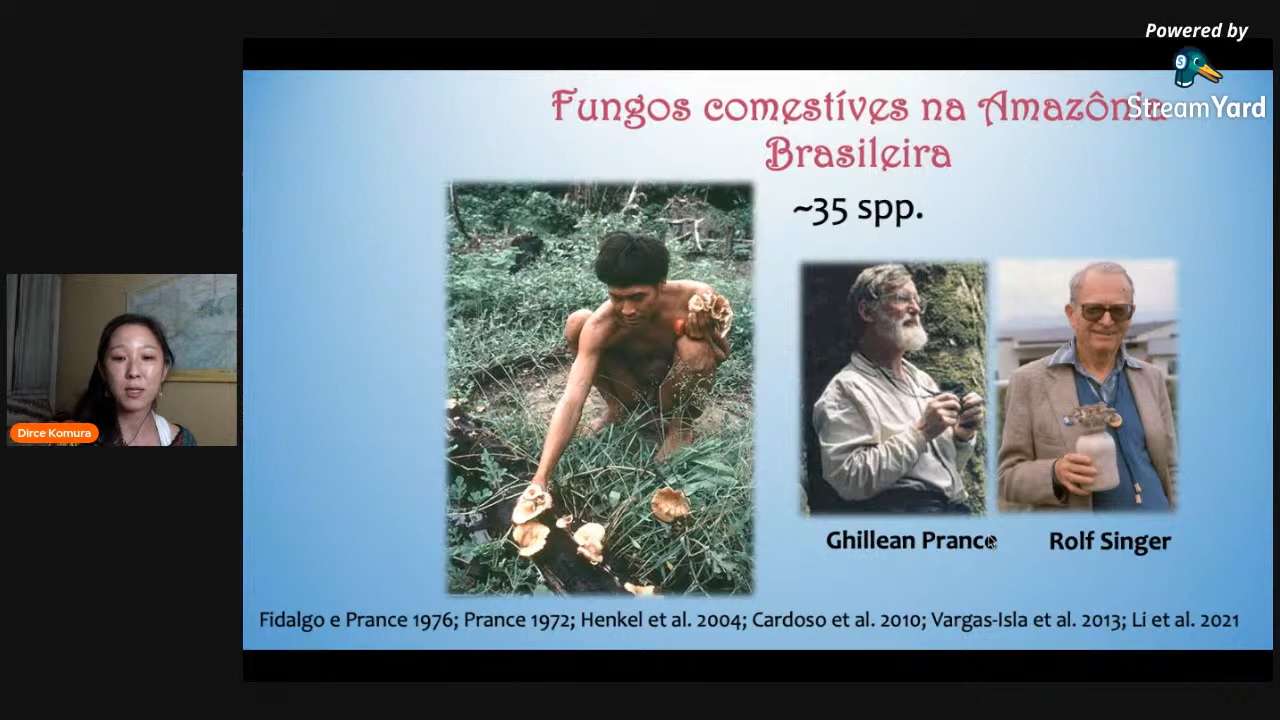 Powered by
StreamYard
Fungos comestíves na Amazônia
Brasileira
~35 spp.
Ghillean Prance
Rolf Singer
Dirce Komura
Fidalgo e Prance 1976; Prance 1972; Henkel et al. 2004; Cardoso et al. 2010; Vargas-Isla et al. 2013; Li et al. 2021